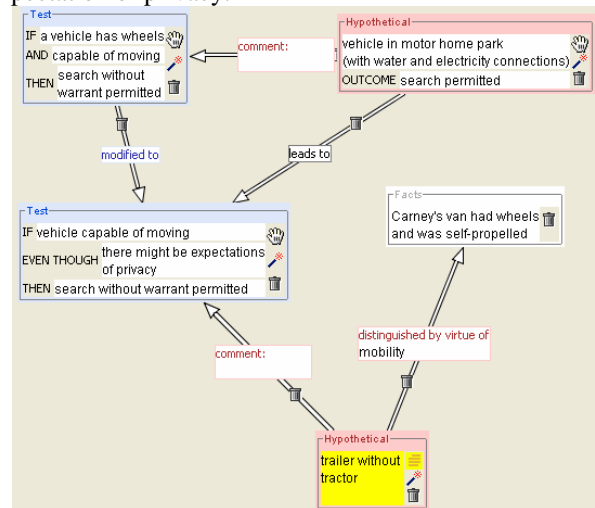 Test
IF a vehicle has wheels
AND capable of moving
THEN search without
warrant permitted
comment:
Hypothetical
vehicle in motor home park
(with water and electricity connections)
OUTCOME search permitted
modified to
leads to
Test
IF vehicle capable of moving
EVEN THOUGH there might be expectations
of privacy
THEN search without warrant permitted
Facts
Carney's van had wheels
and was self-propelled
comment:
distinguished by virtue of
mobility
Hypothetical
trailer without
tractor